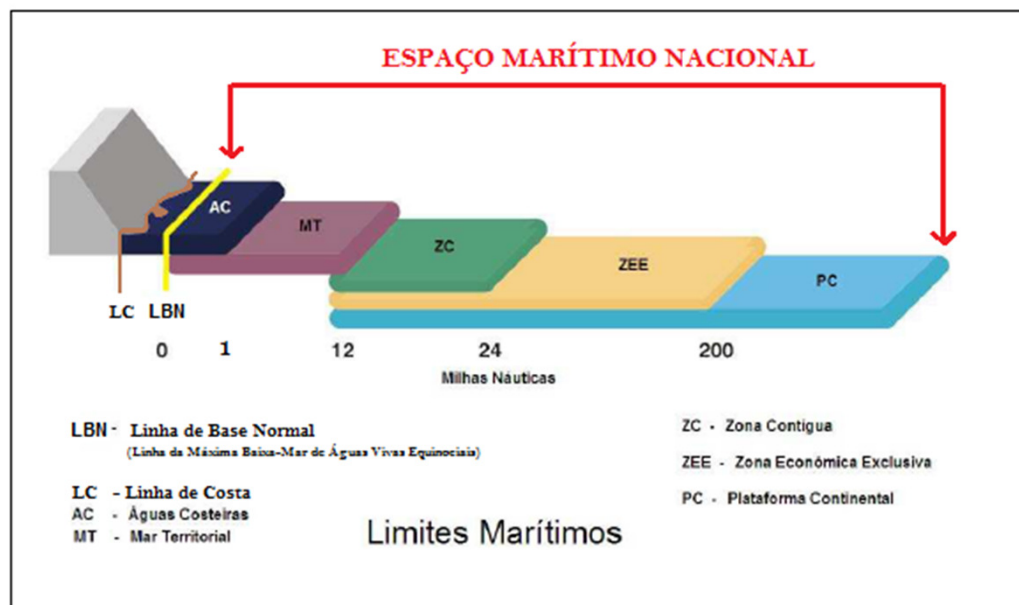 ESPAÇO MARÍTIMO NACIONAL
AC
MT
ZC
ZEE
PC
LC LBN
0 1 12 24 200
Milhas Náuticas
LBN - Linha de Base Normal
(Linha da Máxima Baixa-Mar de Águas Vivas Equinociais)
LC - Linha de Costa
AC - Águas Costeiras
MT - Mar Territorial
ZC - Zona Contigua
ZEE - Zona Económica Exclusiva
PC - Plataforma Continental
Limites Marítimos